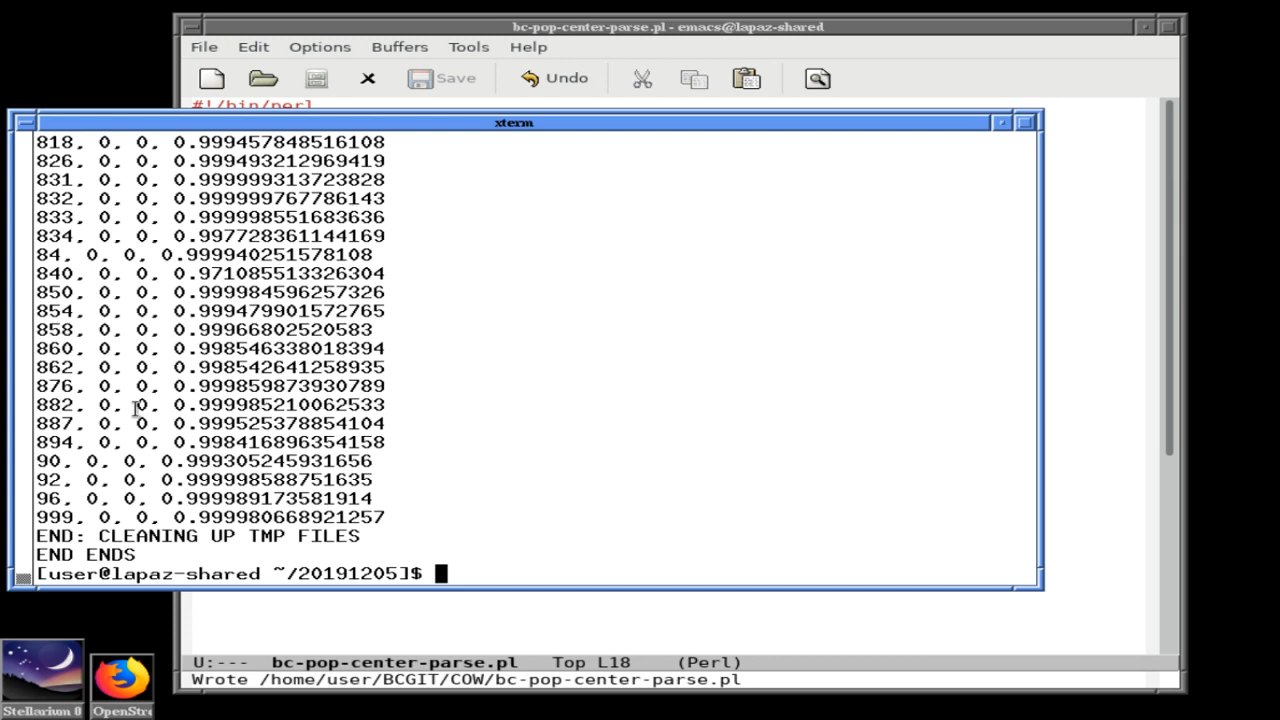 bc-pop-center-parse.pl - emacs@lapaz-shared
File Edit Options Buffers Tools Help
Save Undo
#!/bin/perl
xterm
818, 0, 0, 0.999457848516108
826, 0, 0, 0.999493212969419
831, 0, 0, 0.999999313723828
832, 0, 0, 0.999999767786143
833, 0, 0, 0.999998551683636
834, 0, 0, 0.997728361144169
84, 0, 0, 0.999940251578108
840, 0, 0, 0.971085513326304
850, 0, 0, 0.999984596257326
854, 0, 0, 0.999479901572765
858, 0, 0, 0.99966802520583
860, 0, 0, 0.998546338018394
862, 0, 0, 0.998542641258935
876, 0, 0, 0.999859873930789
882, 0, 0, 0.999985210062533
887, 0, 0, 0.999525378854104
894, 0, 0, 0.998416896354158
90, 0, 0, 0.999305245931656
92, 0, 0, 0.999998588751635
96, 0, 0, 0.999989173581914
999, 0, 0, 0.999980668921257
END: CLEANING UP TMP FILES
END ENDS
[user@lapaz-shared ~/20191205]$
U:--- bc-pop-center-parse.pl Top L18 (Perl)
Wrote /home/user/BCGIT/COW/bc-pop-center-parse.pl
Stellarium 0
OpenStre